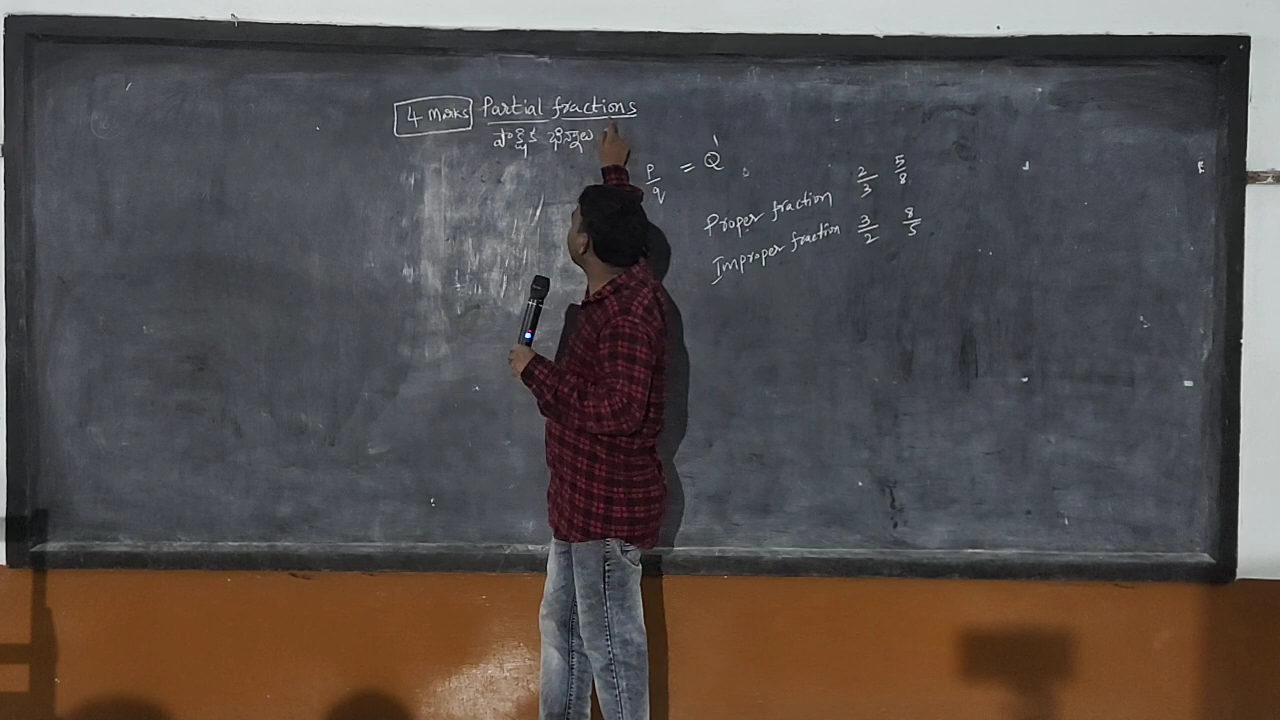 4 Marks Partial fractions
పాక్షిక భిన్నాలు
p/q = Q
Proper fraction 2/3 5/8
Improper fraction 3/2 8/5